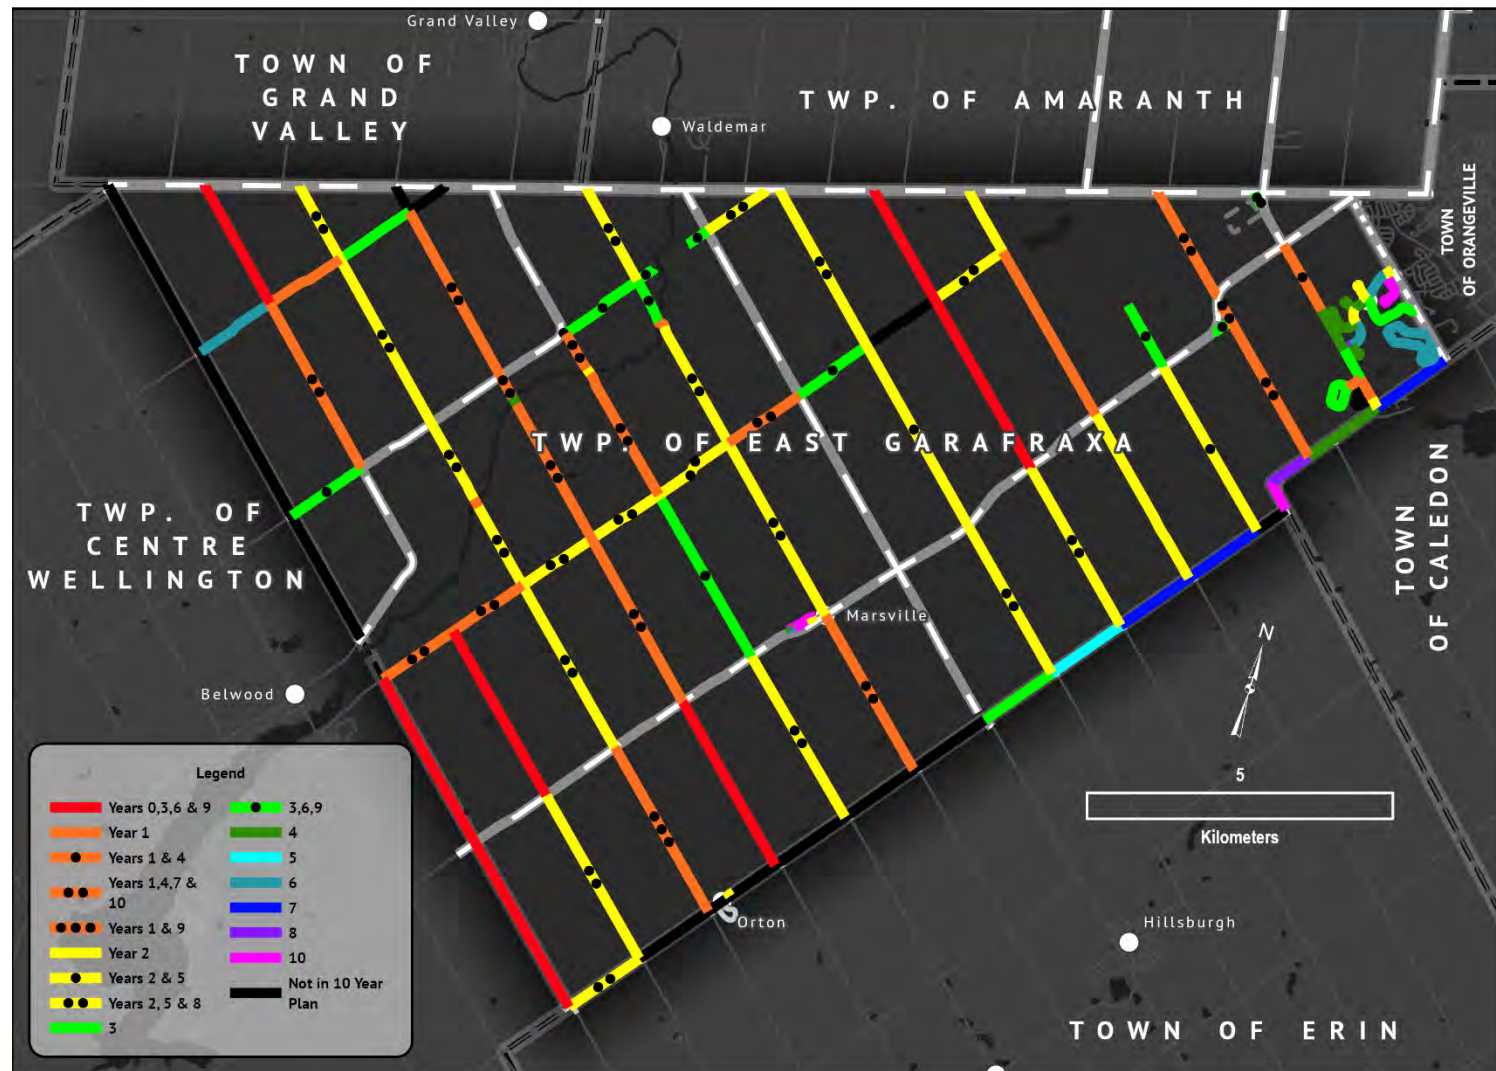 Grand Valley
TOWN OF
GRAND
VALLEY
TWP. OF AMARANTH
Waldemar
TOWN
OF ORANGEVILLE
TWP. OF EAST GARAFRAXA
TWP. OF
CENTRE
WELLINGTON
TOWN
OF CALEDON
Marsville
N
Belwood
5
Kilometers
Orton
Hillsburgh
TOWN OF ERIN
Legend
Years 0,3,6 & 9
Year 1
Years 1 & 4
Years 1,4,7 &
10
Years 1 & 9
Year 2
Years 2 & 5
Years 2, 5 & 8
3
3,6,9
4
5
6
7
8
10
Not in 10 Year
Plan